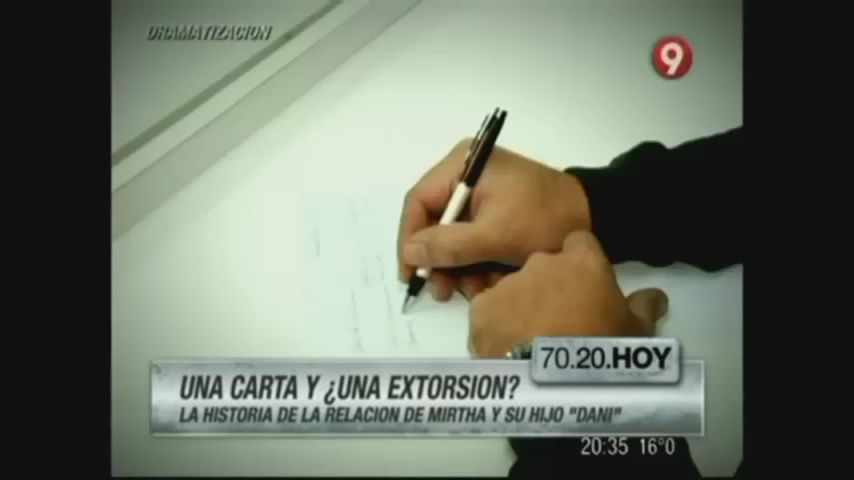 DRAMATIZACION
9
70.20.HOY
UNA CARTA Y ¿UNA EXTORSION?
LA HISTORIA DE LA RELACION DE MIRTHA Y SU HIJO "DANI"
20:35 16°0